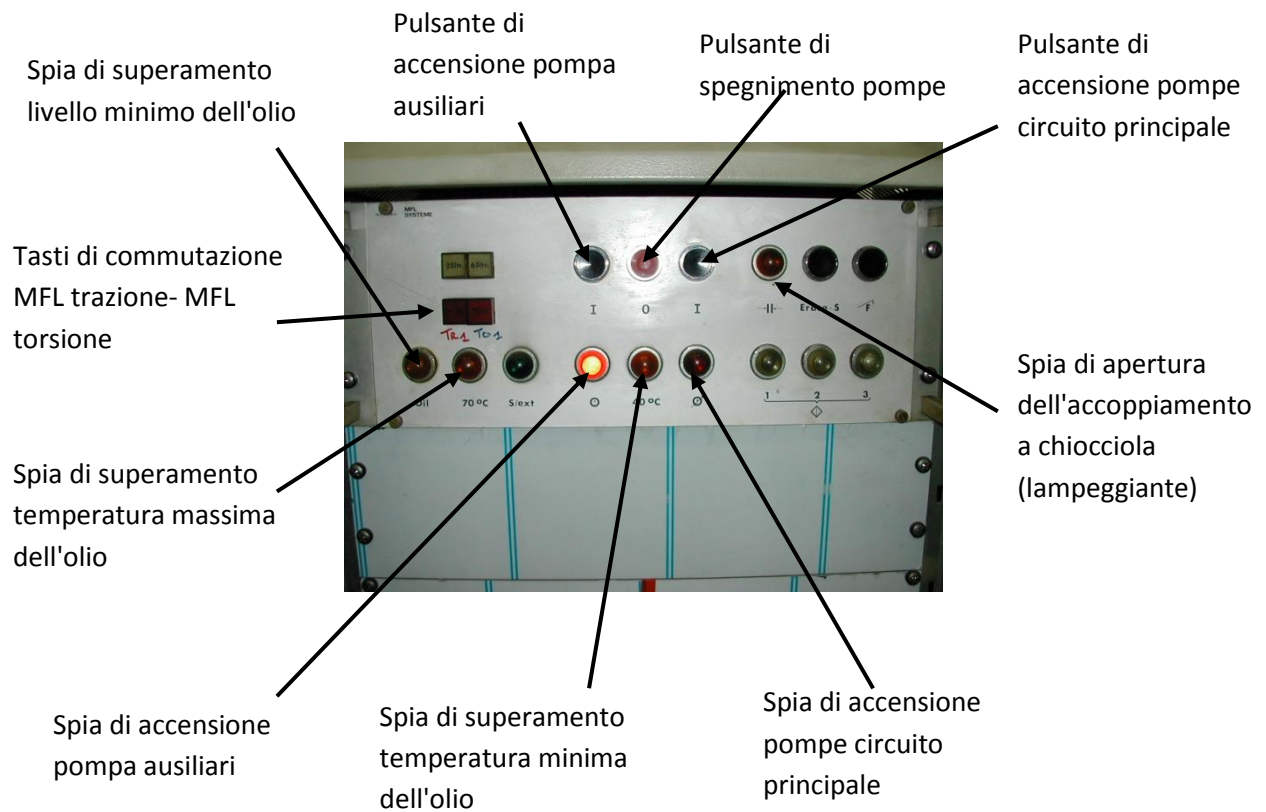 Pulsante di
accensione pompa
ausiliari
Pulsante di
spegnimento pompe
Pulsante di
accensione pompe
circuito principale
Spia di superamento
livello minimo dell'olio
Tasti di commutazione
MFL trazione- MFL
torsione
MFL
SYSTEME
I O I
TR1 TO1
Oil 70°C S/ext
40°C
1 2 3
Spia di apertura
dell'accoppiamento
a chiocciola
(lampeggiante)
Spia di superamento
temperatura massima
dell'olio
Spia di accensione
pompa ausiliari
Spia di superamento
temperatura minima
dell'olio
Spia di accensione
pompe circuito
principale